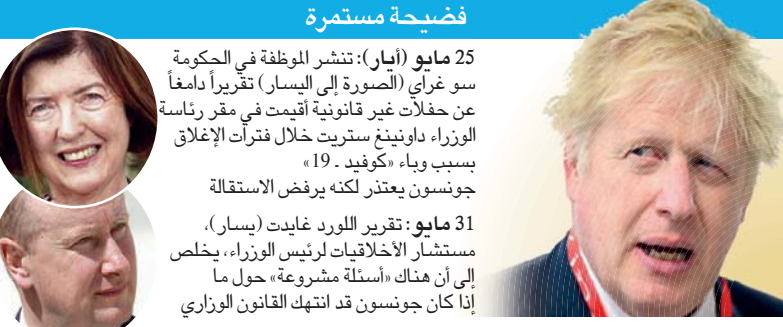 فضيحة مستمرة
25 مايو (أيار): تنشر الموظفة في الحكومة
سو غراي (الصورة إلى اليسار) تقريراً دامغاً
عن حفلات غير قانونية أقيمت في مقر رئاسة
الوزراء داونينغ ستريت خلال فترات الإغلاق
بسبب وباء «كوفيد ـ 19»
جونسون يعتذر لكنه يرفض الاستقالة
31 مايو: تقرير اللورد غايدت (يسار)،
مستشار الأخلاقيات لرئيس الوزراء، يخلص
إلى أن هناك «أسئلة مشروعة» حول ما
إذا كان جونسون قد انتهك القانون الوزاري